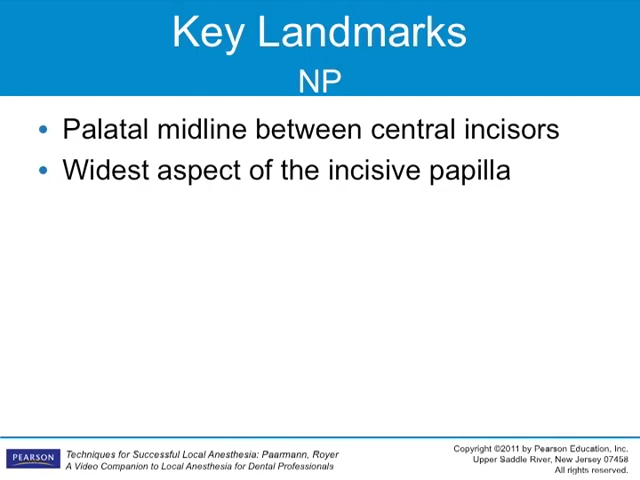 Key Landmarks
NP
• Palatal midline between central incisors
• Widest aspect of the incisive papilla
PEARSON
Techniques for Successful Local Anesthesia: Paarmann, Royer
A Video Companion to Local Anesthesia for Dental Professionals
Copyright ©2011 by Pearson Education, Inc.
Upper Saddle River, New Jersey 07458
All rights reserved.